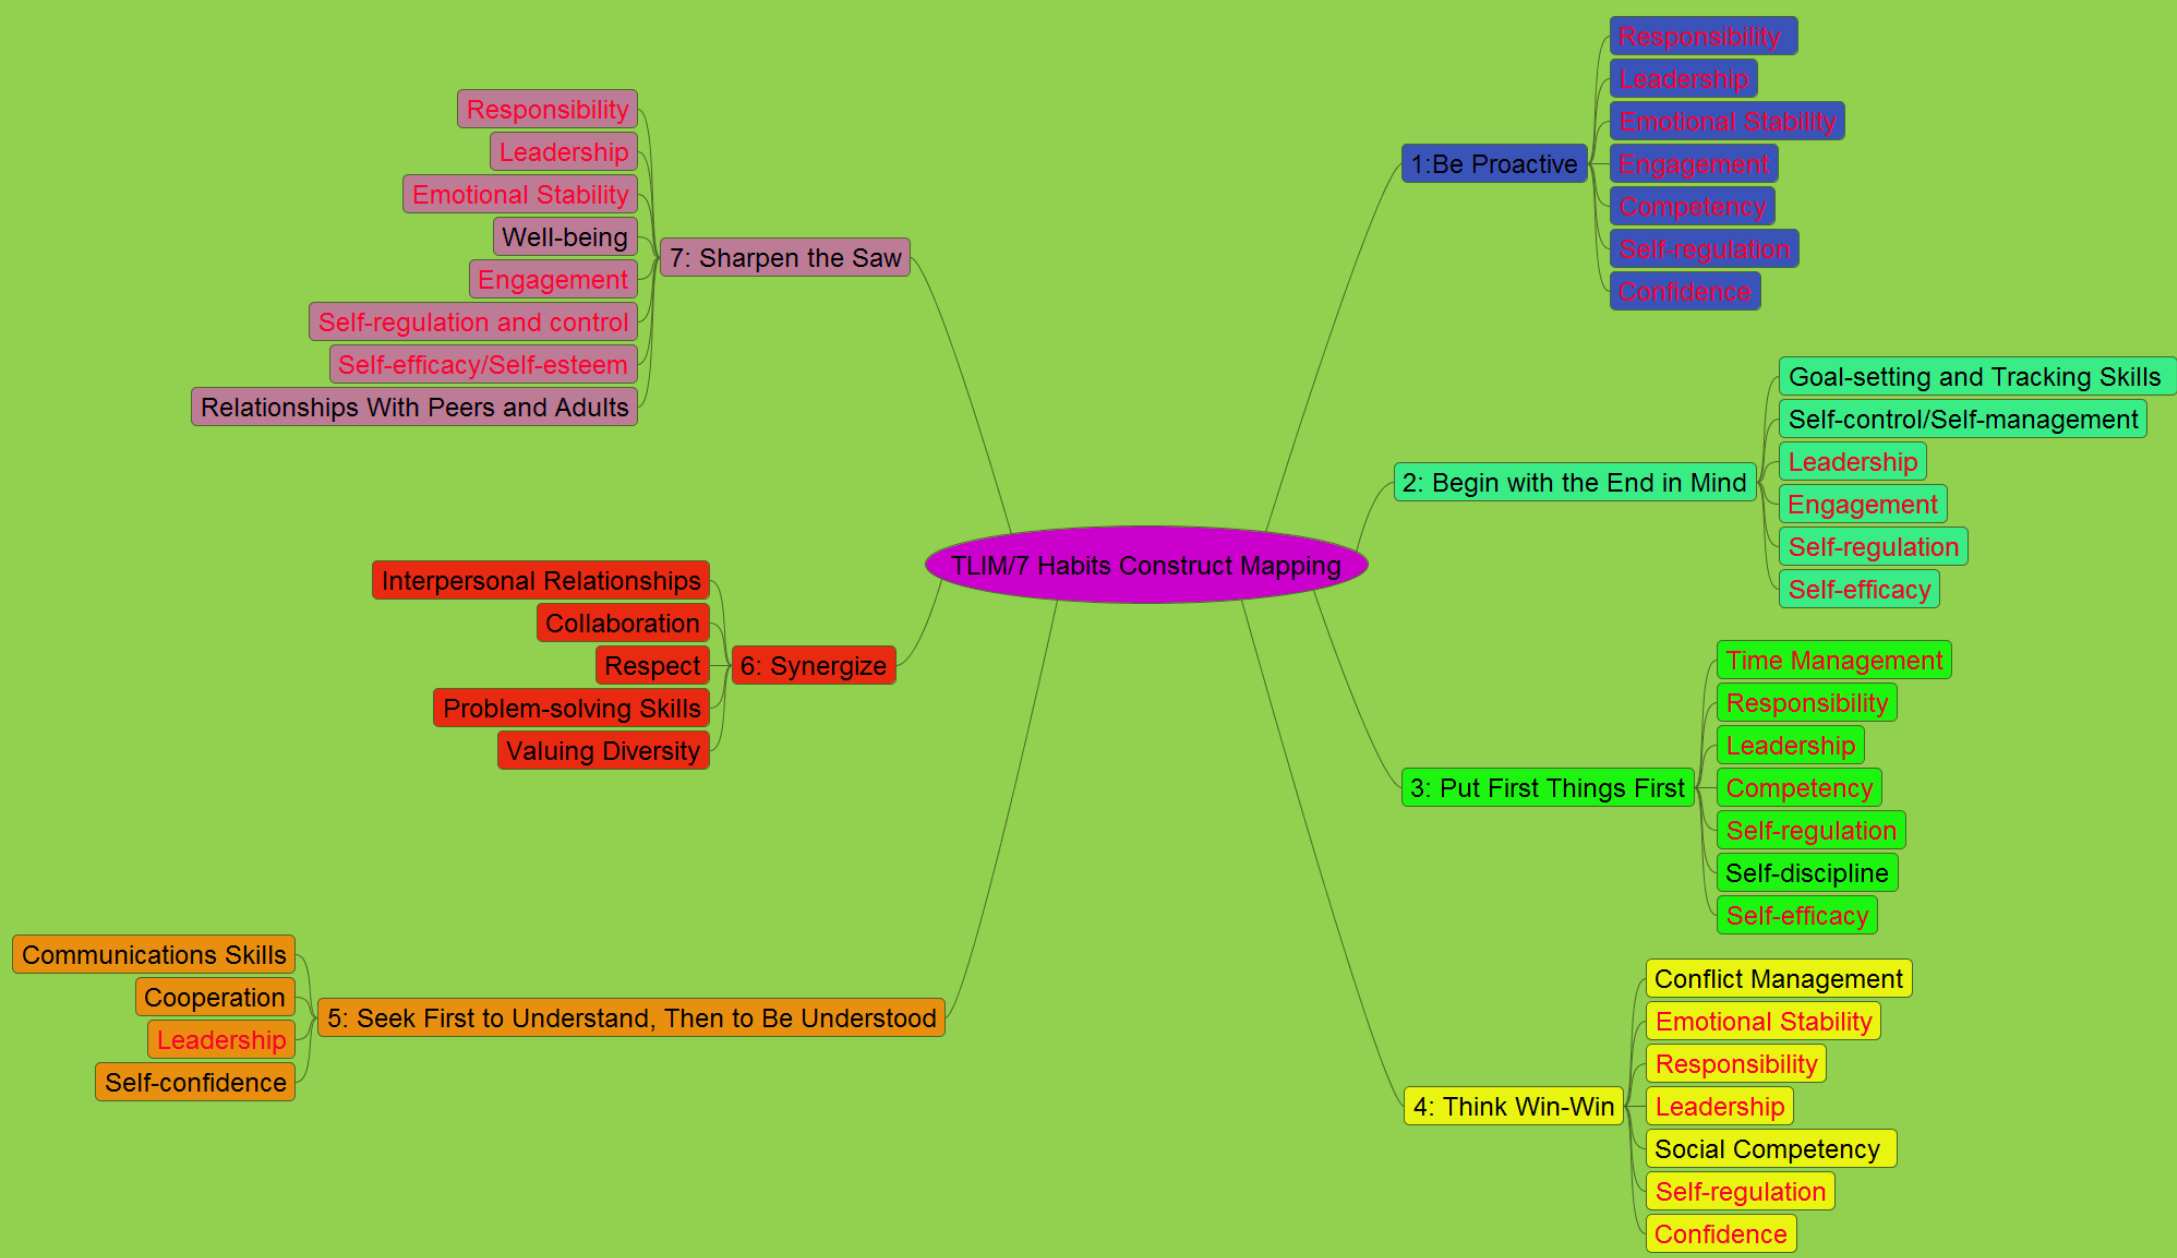 TLIM/7 Habits Construct Mapping
1:Be Proactive
Responsibility
Leadership
Emotional Stability
Engagement
Competency
Self-regulation
Confidence
2: Begin with the End in Mind
Goal-setting and Tracking Skills
Self-control/Self-management
Leadership
Engagement
Self-regulation
Self-efficacy
3: Put First Things First
Time Management
Responsibility
Leadership
Competency
Self-regulation
Self-discipline
Self-efficacy
4: Think Win-Win
Conflict Management
Emotional Stability
Responsibility
Leadership
Social Competency
Self-regulation
Confidence
5: Seek First to Understand, Then to Be Understood
Communications Skills
Cooperation
Leadership
Self-confidence
6: Synergize
Interpersonal Relationships
Collaboration
Respect
Problem-solving Skills
Valuing Diversity
7: Sharpen the Saw
Responsibility
Leadership
Emotional Stability
Well-being
Engagement
Self-regulation and control
Self-efficacy/Self-esteem
Relationships With Peers and Adults